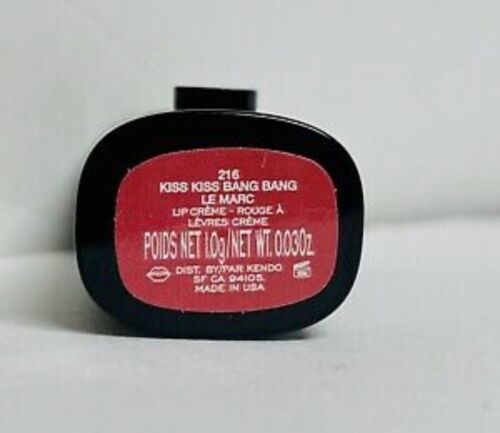 216
KISS KISS BANG BANG
LE MARC
LIP CRÈME - ROUGE À
LÈVRES CRÈME
POIDS NET 1.0g/NET WT. 0.03Oz.
DIST. BY/PAR KENDO
SF CA 94105.
MADE IN USA